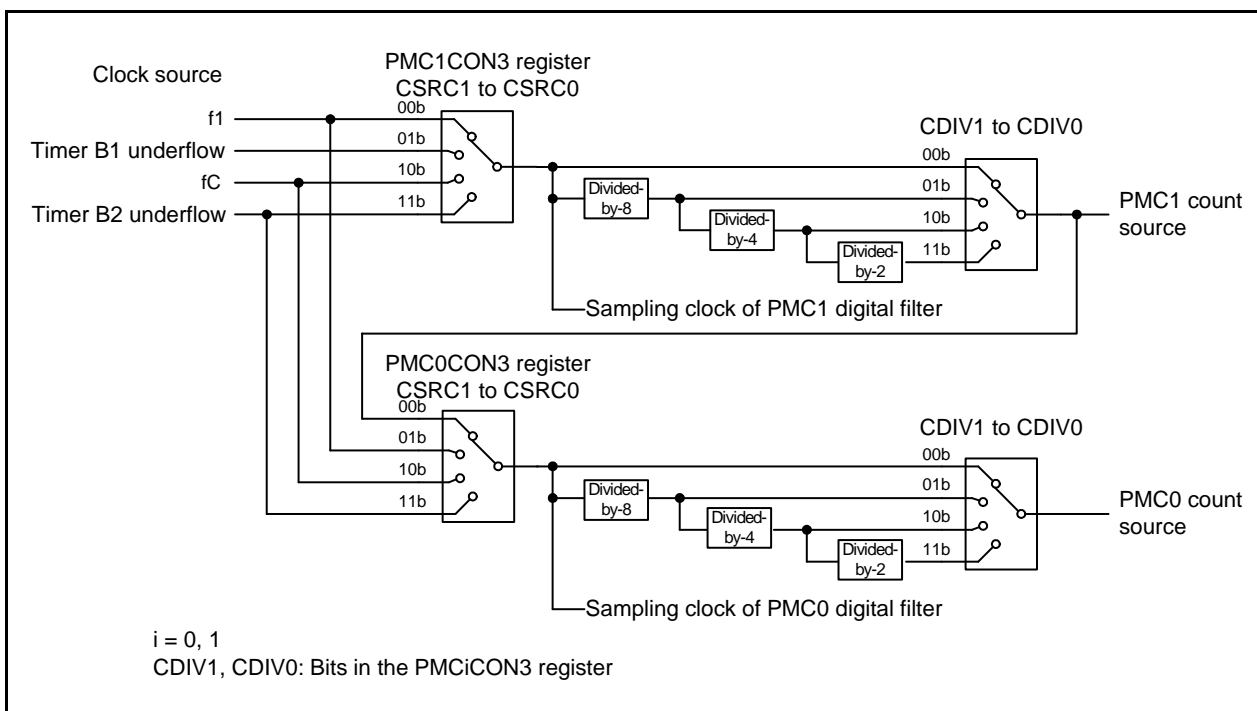 Clock source
PMC1CON3 register
CSRC1 to CSRC0
f1
00b
Timer B1 underflow
01b
fC
10b
Timer B2 underflow
11b
Divided-
by-8
Divided-
by-4
Divided-
by-2
CDIV1 to CDIV0
00b
01b
10b
11b
PMC1 count
source
Sampling clock of PMC1 digital filter
PMC0CON3 register
CSRC1 to CSRC0
00b
01b
10b
11b
Divided-
by-8
Divided-
by-4
Divided-
by-2
CDIV1 to CDIV0
00b
01b
10b
11b
PMC0 count
source
Sampling clock of PMC0 digital filter
i = 0, 1
CDIV1, CDIV0: Bits in the PMCiCON3 register